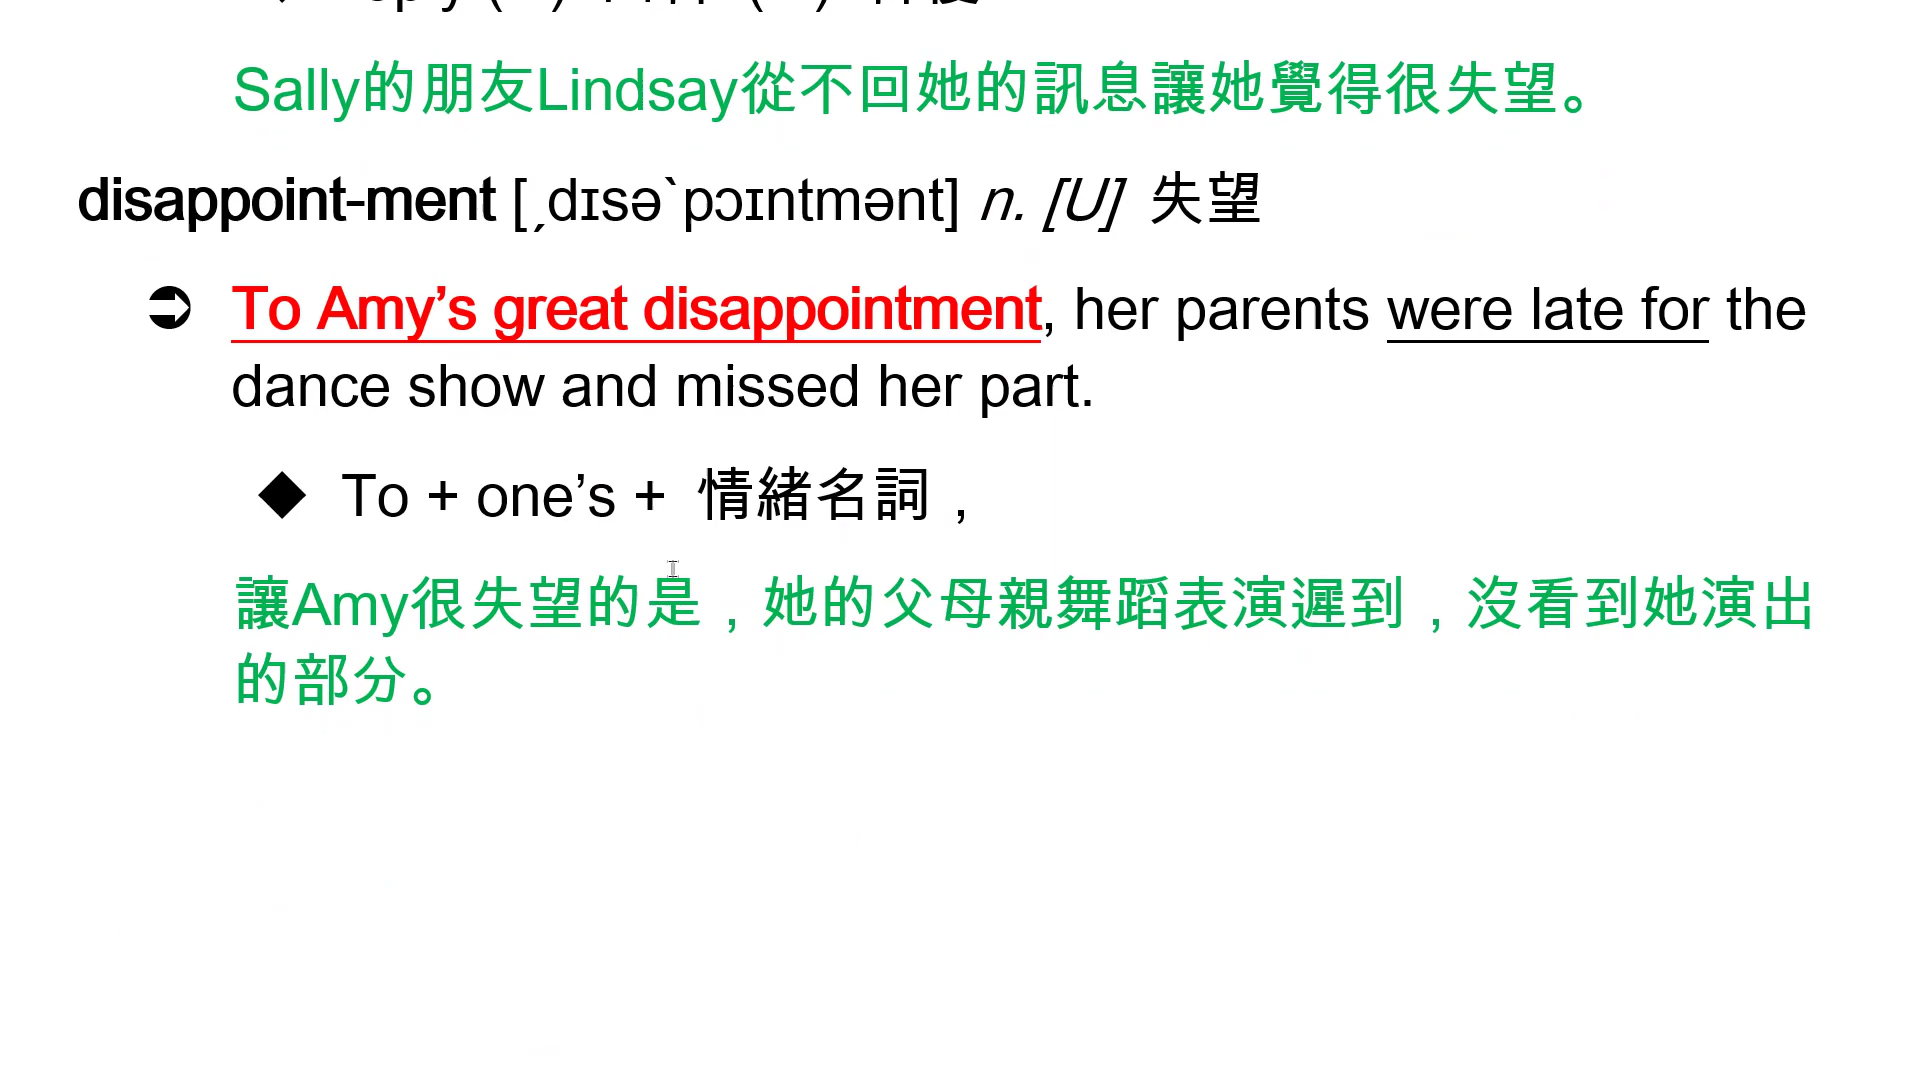 Sally的朋友Lindsay從不回她的訊息讓她覺得很失望。
disappoint-ment [ˏdɪsəˋpɔɪntmənt] n. [U] 失望
➲ To Amy’s great disappointment, her parents were late for the
dance show and missed her part.
◆ To + one’s + 情緒名詞，
讓Amy很失望的是，她的父母親舞蹈表演遲到，沒看到她演出
的部分。